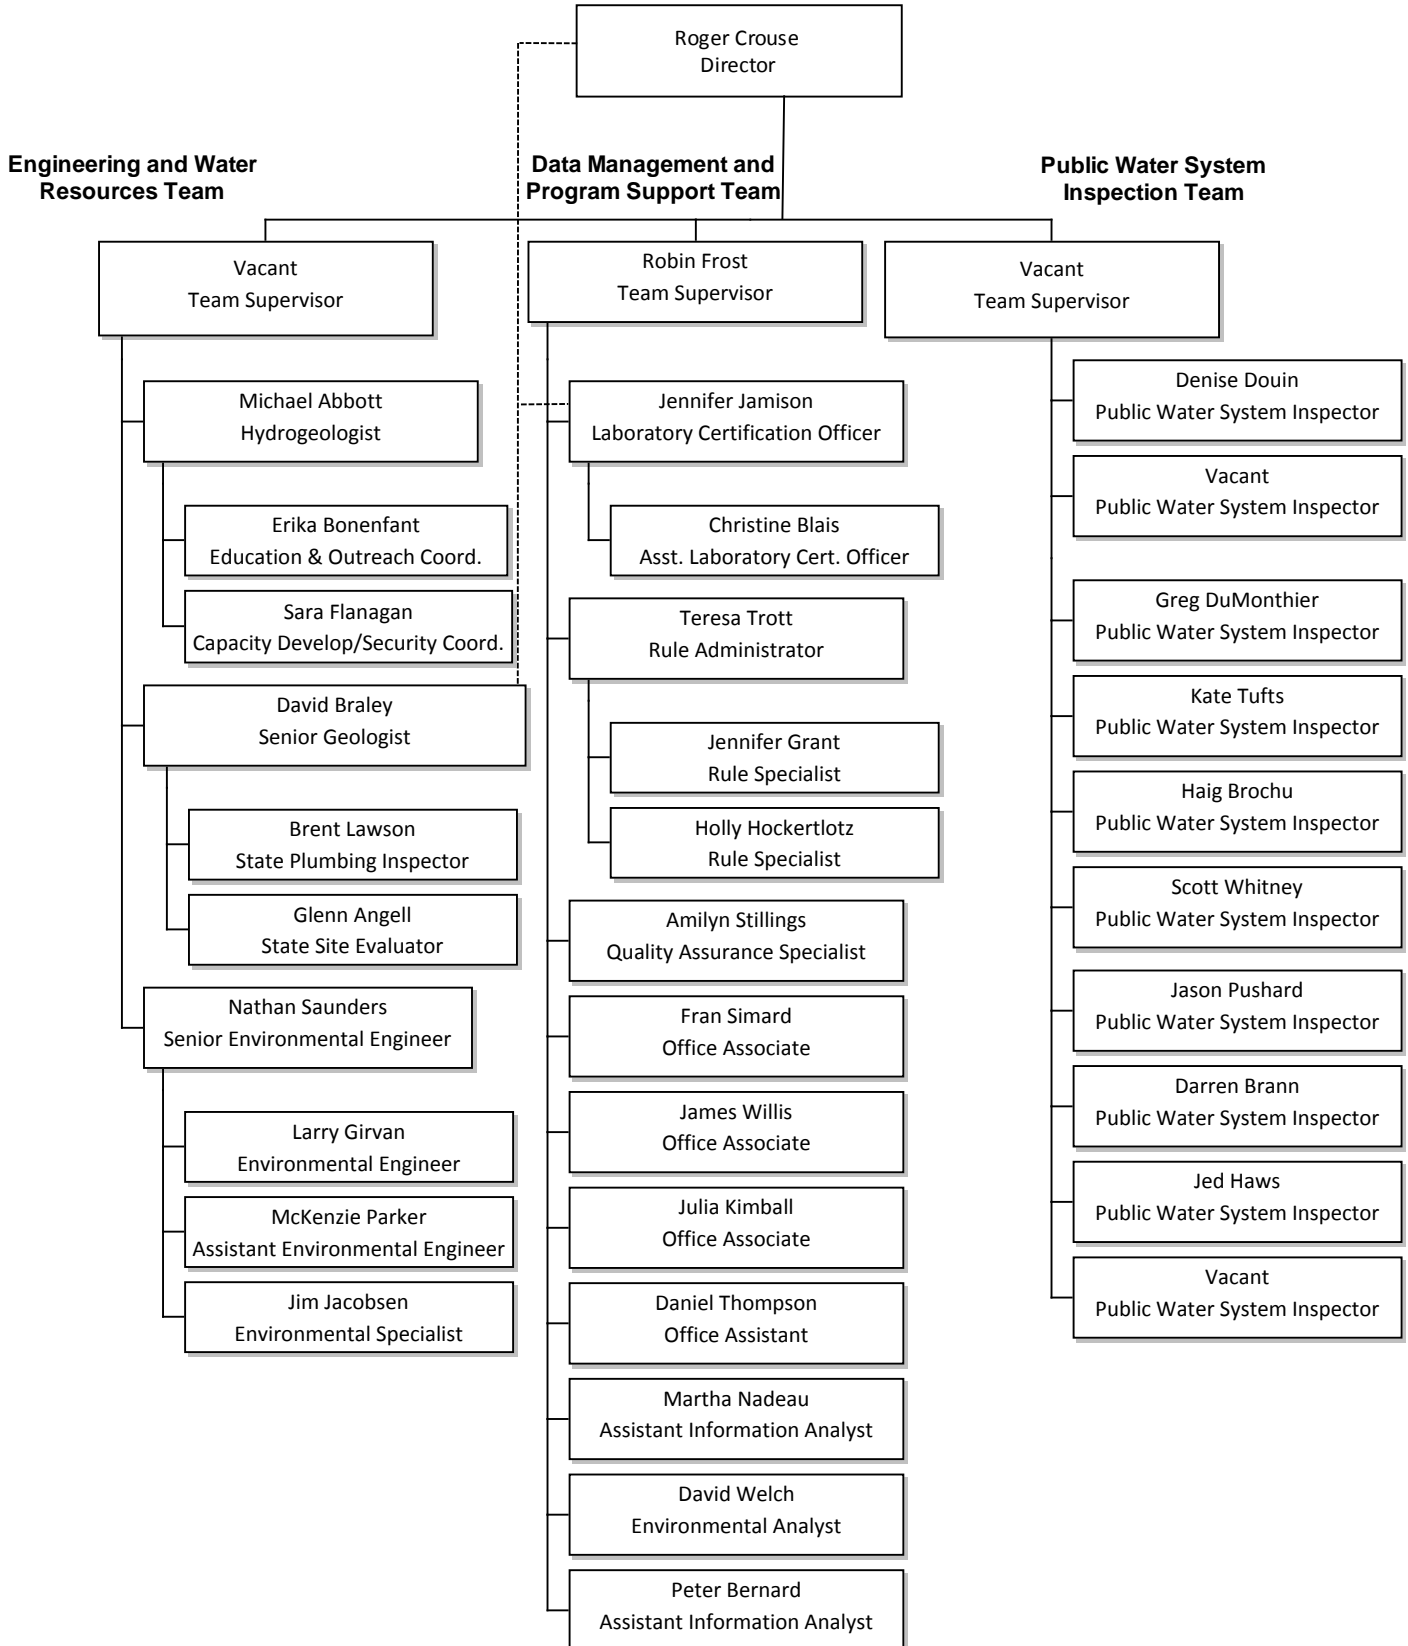 Roger Crouse
Director
Engineering and Water
Resources Team
Data Management and
Program Support Team
Public Water System
Inspection Team
Vacant
Team Supervisor
Michael Abbott
Hydrogeologist
Erika Bonenfant
Education & Outreach Coord.
Sara Flanagan
Capacity Develop/Security Coord.
David Braley
Senior Geologist
Brent Lawson
State Plumbing Inspector
Glenn Angell
State Site Evaluator
Nathan Saunders
Senior Environmental Engineer
Larry Girvan
Environmental Engineer
McKenzie Parker
Assistant Environmental Engineer
Jim Jacobsen
Environmental Specialist
Robin Frost
Team Supervisor
Jennifer Jamison
Laboratory Certification Officer
Christine Blais
Asst. Laboratory Cert. Officer
Teresa Trott
Rule Administrator
Jennifer Grant
Rule Specialist
Holly Hockertlotz
Rule Specialist
Amilyn Stillings
Quality Assurance Specialist
Fran Simard
Office Associate
James Willis
Office Associate
Julia Kimball
Office Associate
Daniel Thompson
Office Assistant
Martha Nadeau
Assistant Information Analyst
David Welch
Environmental Analyst
Peter Bernard
Assistant Information Analyst
Vacant
Team Supervisor
Denise Douin
Public Water System Inspector
Vacant
Public Water System Inspector
Greg DuMonthier
Public Water System Inspector
Kate Tufts
Public Water System Inspector
Haig Brochu
Public Water System Inspector
Scott Whitney
Public Water System Inspector
Jason Pushard
Public Water System Inspector
Darren Brann
Public Water System Inspector
Jed Haws
Public Water System Inspector
Vacant
Public Water System Inspector